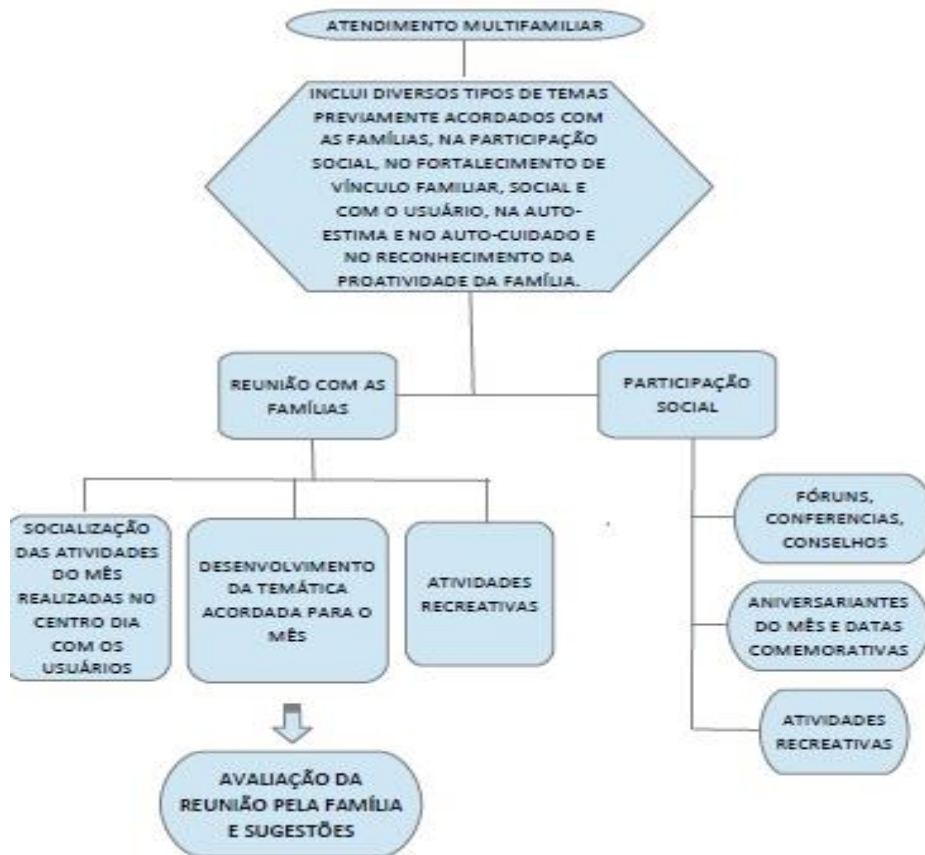 ATENDIMENTO MULTIFAMILIAR
INCLUI DIVERSOS TIPOS DE TEMAS
PREVIAMENTE ACORDADOS COM
AS FAMÍLIAS, NA PARTICIPAÇÃO
SOCIAL, NO FORTALECIMENTO DE
VÍNCULO FAMILIAR, SOCIAL E
COM O USUÁRIO, NA AUTO-
ESTIMA E NO AUTO-CUIDADO E
NO RECONHECIMENTO DA
PROATIVIDADE DA FAMÍLIA.
REUNIÃO COM AS
FAMÍLIAS
PARTICIPAÇÃO
SOCIAL
SOCIALIZAÇÃO
DAS ATIVIDADES
DO MÊS
REALIZADAS NO
CENTRO DIA
COM OS
USUÁRIOS
DESENVOLVIMENTO
DA TEMÁTICA
ACORDADA PARA O
MÊS
ATIVIDADES
RECREATIVAS
FÓRUNS,
CONFERENCIAS,
CONSELHOS
ANIVERSARIANTES
DO MÊS E DATAS
COMEMORATIVAS
ATIVIDADES
RECREATIVAS
AVALIAÇÃO DA
REUNIÃO PELA FAMÍLIA
E SUGESTÕES